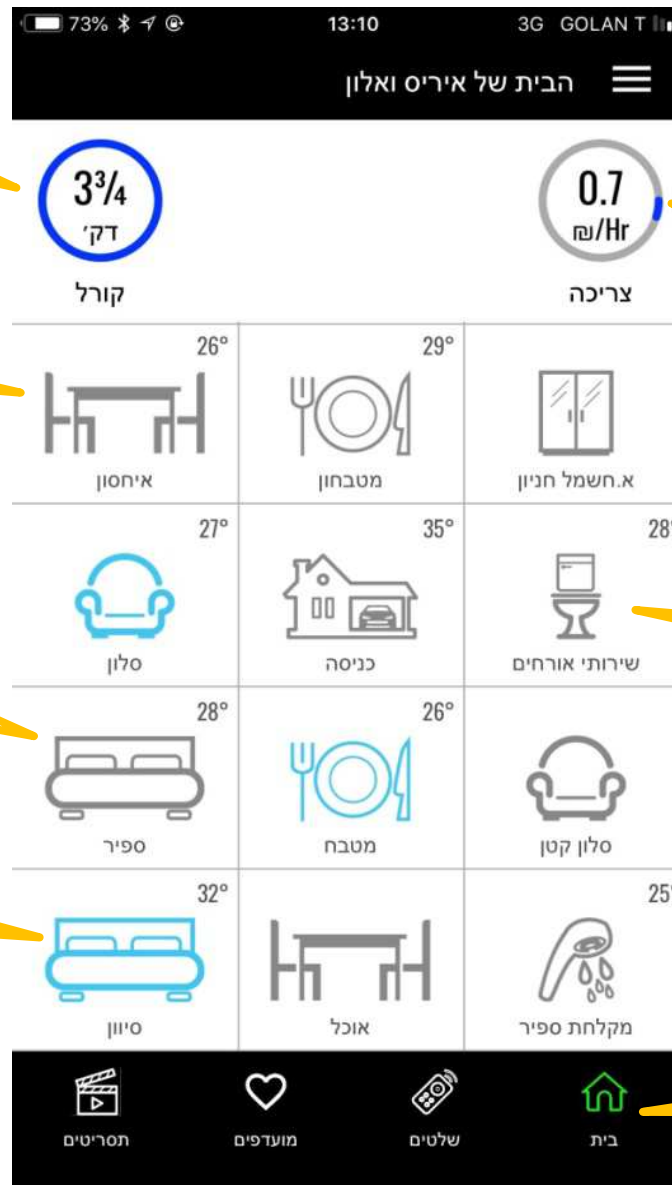 73% 13:10 3G GOLAN T
הבית של איריס ואלון
0.7
₪/Hr
צריכה
3¾
דק׳
קורל
א.חשמל חניון
29°
מטבחון
26°
איחסון
28°
שירותי אורחים
35°
כניסה
27°
סלון
סלון קטן
26°
מטבח
28°
ספיר
25°
מקלחת ספיר
אוכל
32°
סיוון
בית
שלטים
מועדפים
תסריטים